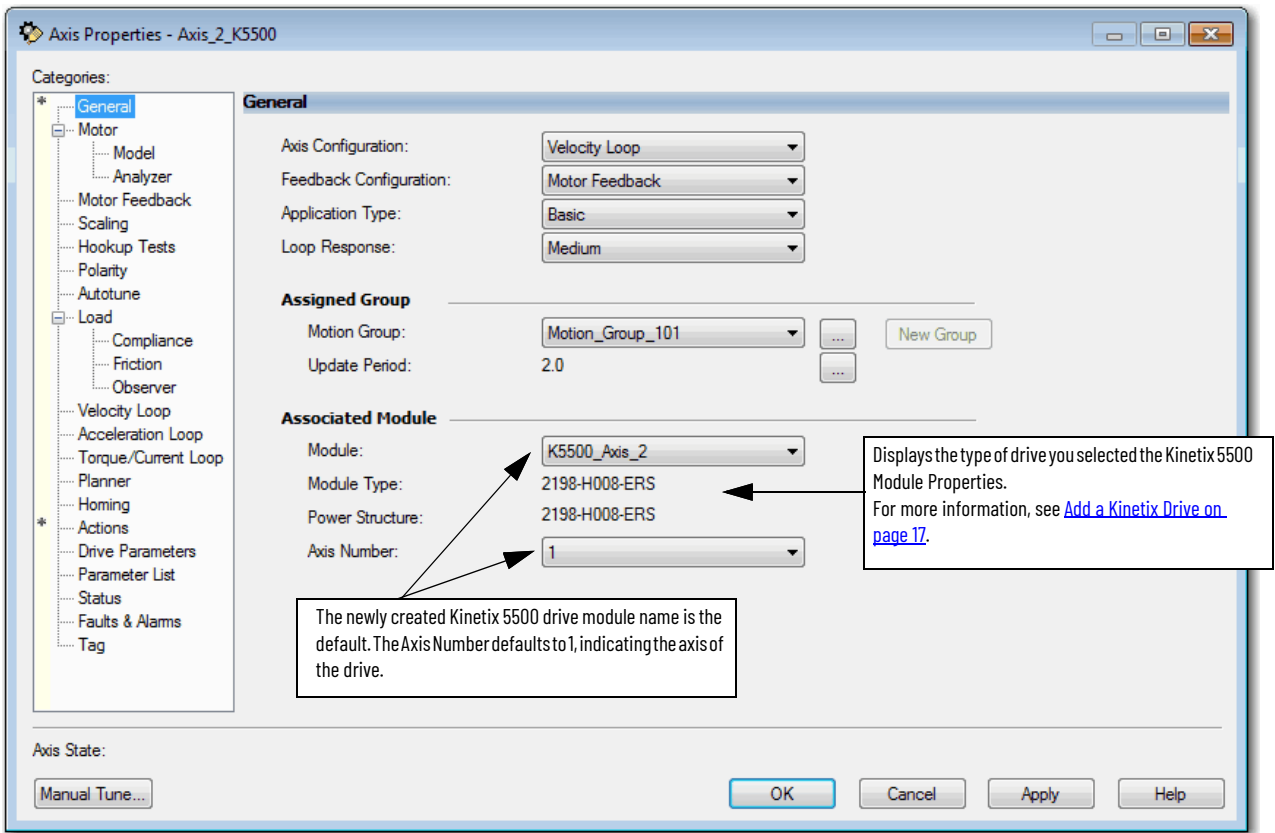 Axis Properties - Axis_2_K5500
Categories:
* General
Motor
Model
Analyzer
Motor Feedback
Scaling
Hookup Tests
Polarity
Autotune
Load
Compliance
Friction
Observer
Velocity Loop
Acceleration Loop
Torque/Current Loop
Planner
Homing
* Actions
Drive Parameters
Parameter List
Status
Faults & Alarms
Tag
General
Axis Configuration: Velocity Loop
Feedback Configuration: Motor Feedback
Application Type: Basic
Loop Response: Medium
Assigned Group
Motion Group: Motion_Group_101 ... New Group
Update Period: 2.0 ...
Associated Module
Module: K5500_Axis_2
Module Type: 2198-H008-ERS
Power Structure: 2198-H008-ERS
Axis Number: 1
Displays the type of drive you selected the Kinetix 5500
Module Properties.
For more information, see Add a Kinetix Drive on
page 17.
The newly created Kinetix 5500 drive module name is the
default. The Axis Number defaults to 1, indicating the axis of
the drive.
Axis State:
Manual Tune... OK Cancel Apply Help